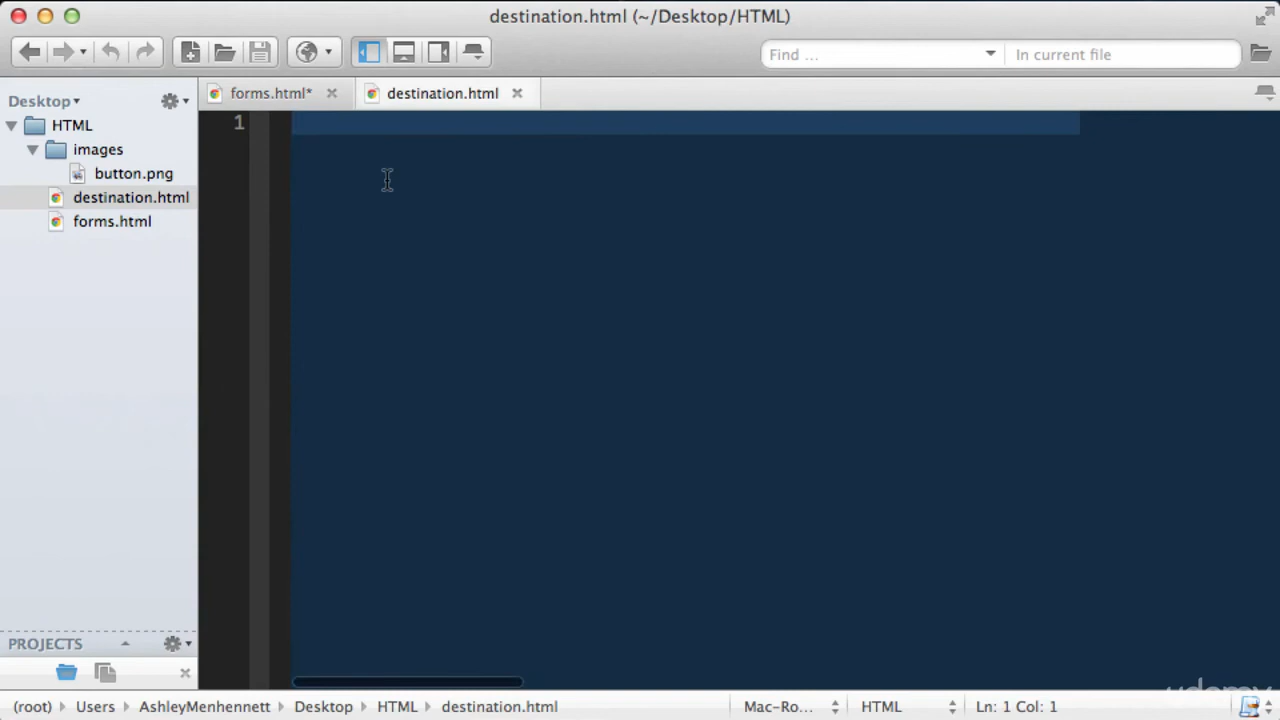 destination.html (~/Desktop/HTML)
Find ...
In current file
Desktop
forms.html*
destination.html
HTML
images
button.png
destination.html
forms.html
1
PROJECTS
(root) Users AshleyMenhennett Desktop HTML destination.html
Mac-Ro...
HTML
Ln: 1 Col: 1
udemy